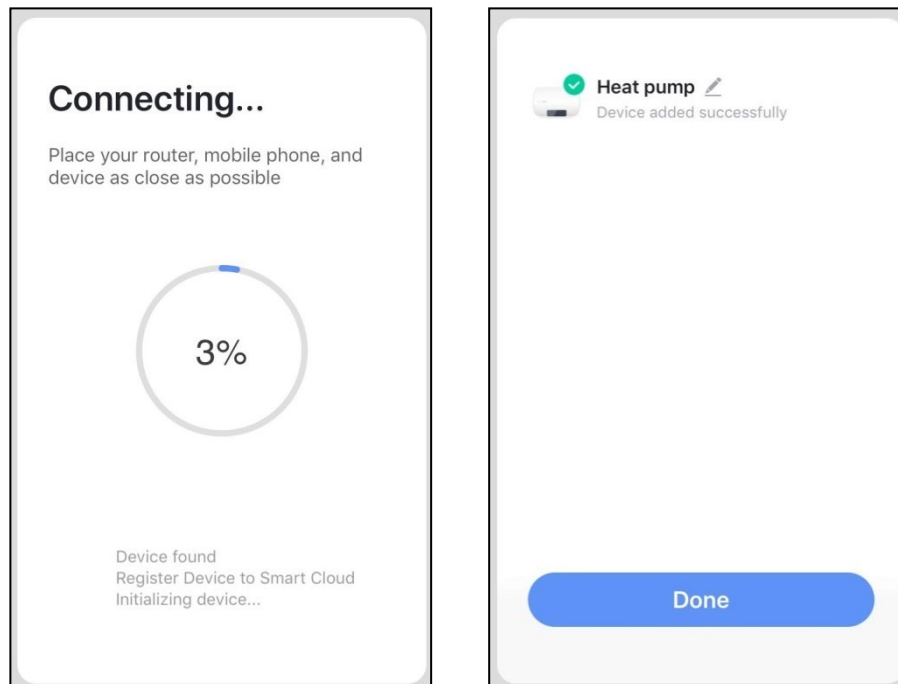 Connecting...
Place your router, mobile phone, and
device as close as possible
3%
Device found
Register Device to Smart Cloud
Initializing device...
Heat pump
Device added successfully
Done